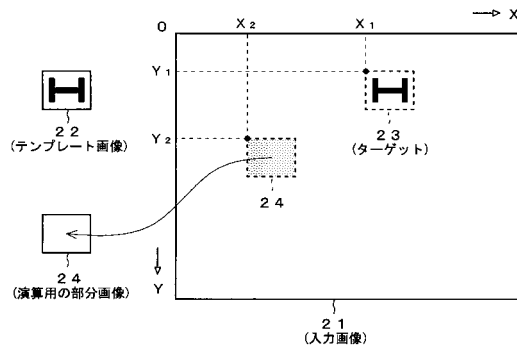 O X₂ X₁ X
Y₁
２２
(テンプレート画像)
２３
(ターゲット)
Y₂
２４
２４
(演算用の部分画像)
Y
２１
(入力画像)